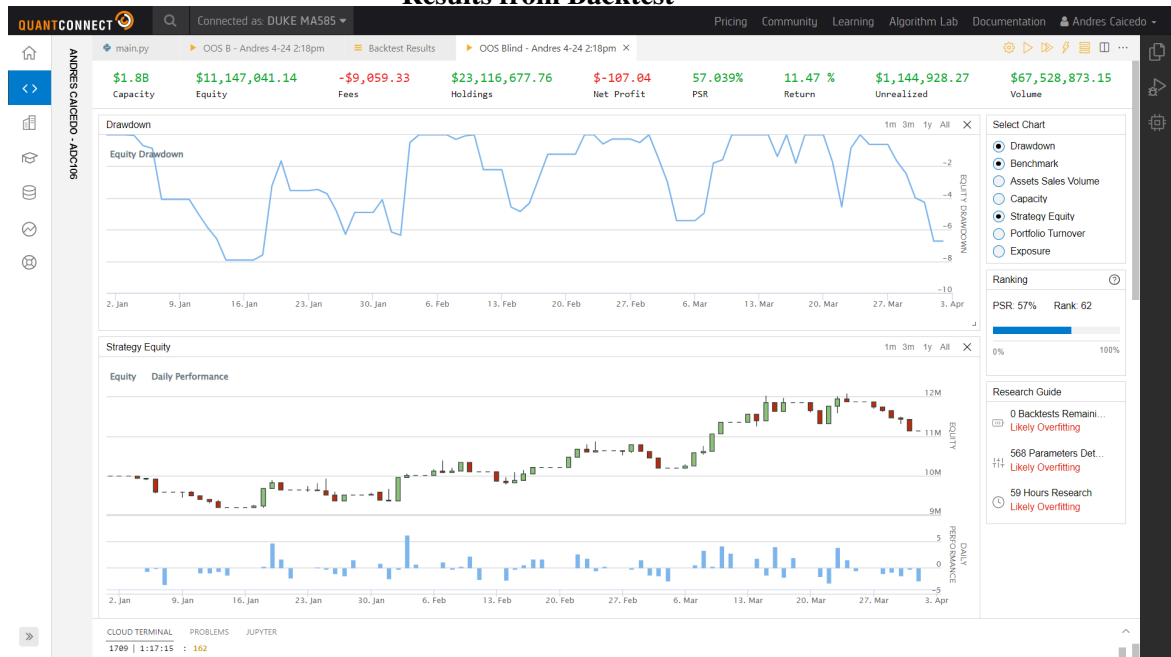 Results from Backtest
QUANTCONNECT
Connected as: DUKE MA585
Pricing Community Learning Algorithm Lab Documentation Andres Caicedo
ANDRES CAICEDO - ADC106
main.py
OOS B - Andres 4-24 2:18pm
Backtest Results
OOS Blind - Andres 4-24 2:18pm
$1.8B $11,147,041.14 -$9,059.33 $23,116,677.76 $-107.04 57.039% 11.47 % $1,144,928.27 $67,528,873.15
Capacity Equity Fees Holdings Net Profit PSR Return Unrealized Volume
Drawdown 1m 3m 1y All
Equity Drawdown
-2
-4
-6
-8
-10
EQUITY DRAWDOWN
2. Jan 9. Jan 16. Jan 23. Jan 30. Jan 6. Feb 13. Feb 20. Feb 27. Feb 6. Mar 13. Mar 20. Mar 27. Mar 3. Apr
Strategy Equity 1m 3m 1y All
Equity Daily Performance
12M
11M
10M
9M
EQUITY
5
0
-5
DAILY PERFORMANCE
2. Jan 9. Jan 16. Jan 23. Jan 30. Jan 6. Feb 13. Feb 20. Feb 27. Feb 6. Mar 13. Mar 20. Mar 27. Mar 3. Apr
Select Chart
Drawdown
Benchmark
Assets Sales Volume
Capacity
Strategy Equity
Portfolio Turnover
Exposure
Ranking
PSR: 57% Rank: 62
0% 100%
Research Guide
0 Backtests Remaini...
Likely Overfitting
568 Parameters Det...
Likely Overfitting
59 Hours Research
Likely Overfitting
CLOUD TERMINAL PROBLEMS JUPYTER
1709 | 1:17:15 : 162